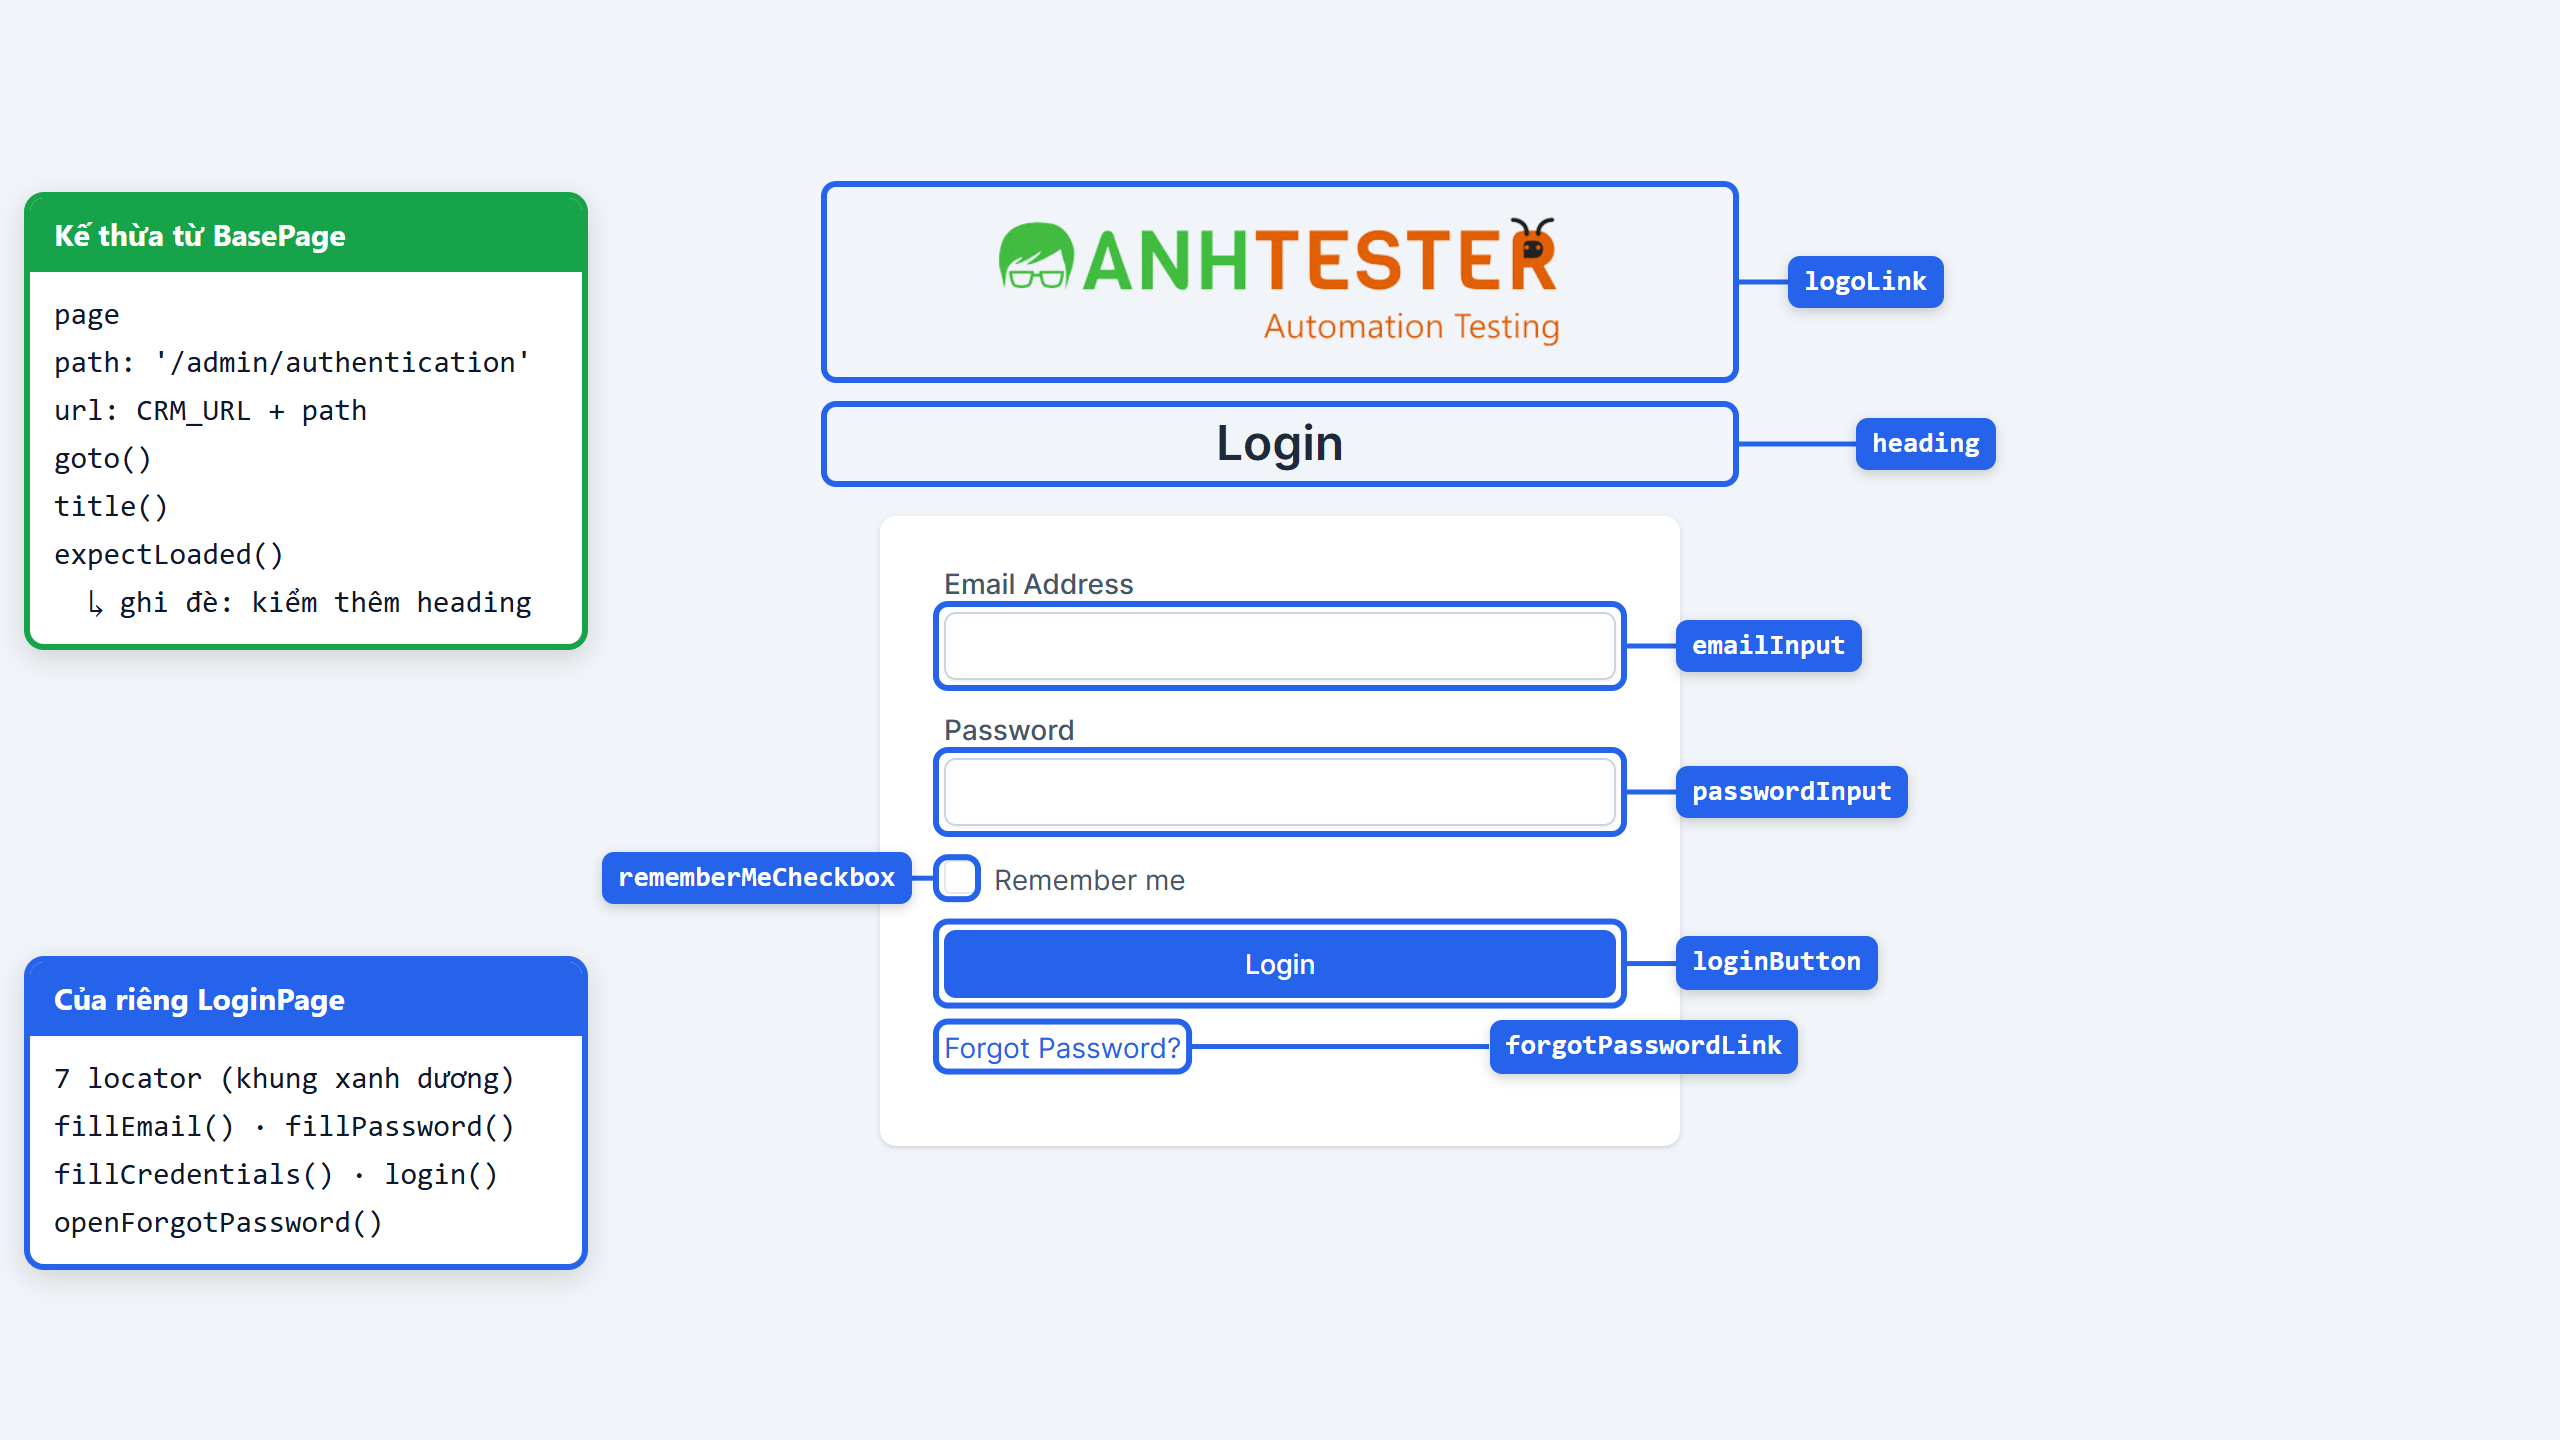 Kế thừa từ BasePage
page
path: '/admin/authentication'
url: CRM_URL + path
goto()
title()
expectLoaded()
↳ ghi đè: kiểm thêm heading
Của riêng LoginPage
7 locator (khung xanh dương)
fillEmail() · fillPassword()
fillCredentials() · login()
openForgotPassword()
ANHTESTER
Automation Testing
logoLink
Login
heading
Email Address
emailInput
Password
passwordInput
rememberMeCheckbox
Remember me
Login
loginButton
Forgot Password?
forgotPasswordLink